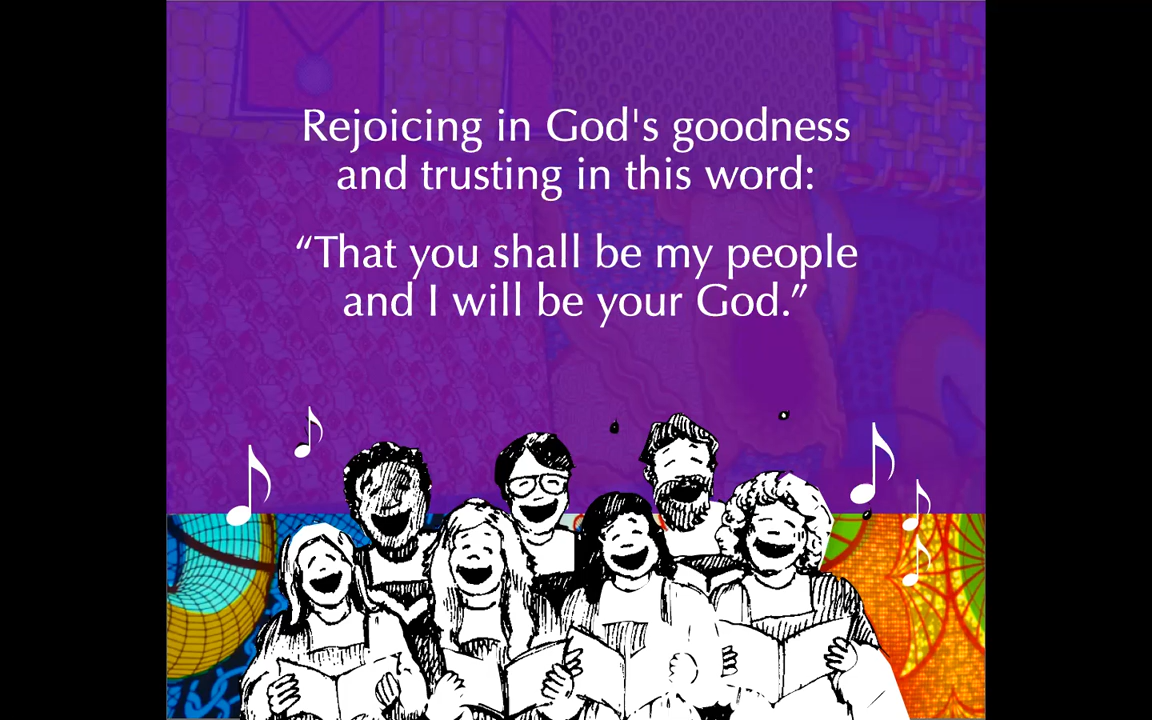 Rejoicing in God's goodness
and trusting in this word:
“That you shall be my people
and I will be your God.”